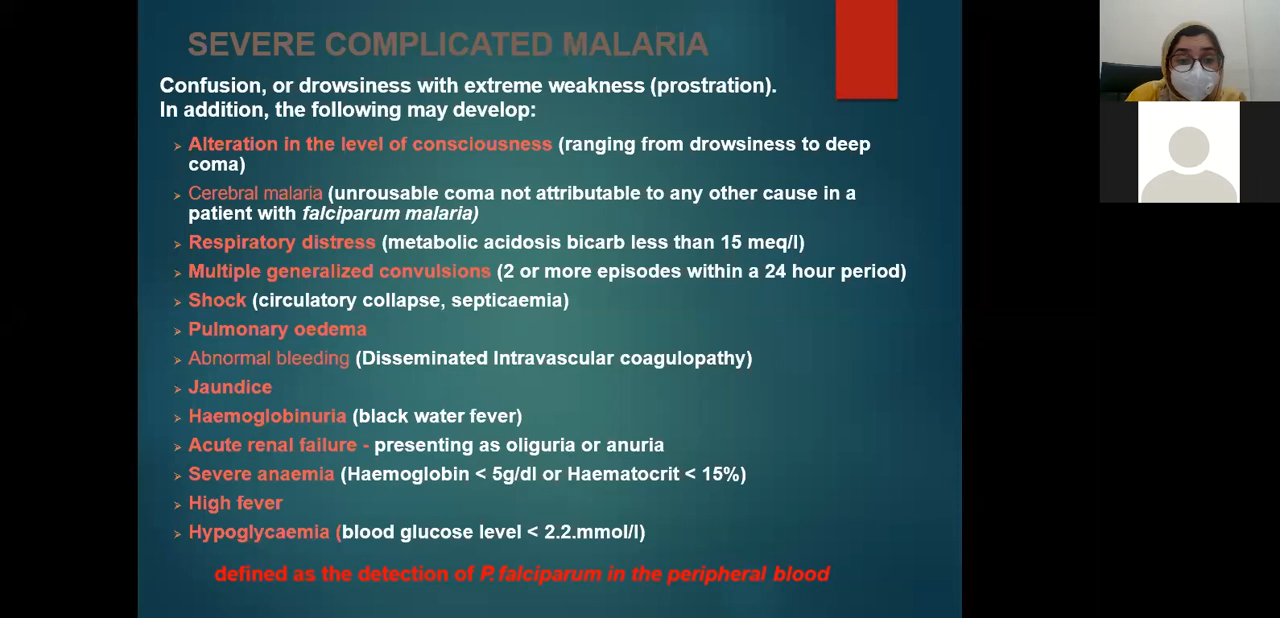 SEVERE COMPLICATED MALARIA
Confusion, or drowsiness with extreme weakness (prostration).
In addition, the following may develop:
Alteration in the level of consciousness (ranging from drowsiness to deep
coma)
Cerebral malaria (unrousable coma not attributable to any other cause in a
patient with falciparum malaria)
Respiratory distress (metabolic acidosis bicarb less than 15 meq/l)
Multiple generalized convulsions (2 or more episodes within a 24 hour period)
Shock (circulatory collapse, septicaemia)
Pulmonary oedema
Abnormal bleeding (Disseminated Intravascular coagulopathy)
Jaundice
Haemoglobinuria (black water fever)
Acute renal failure - presenting as oliguria or anuria
Severe anaemia (Haemoglobin < 5g/dl or Haematocrit < 15%)
High fever
Hypoglycaemia (blood glucose level < 2.2.mmol/l)
defined as the detection of P. falciparum in the peripheral blood